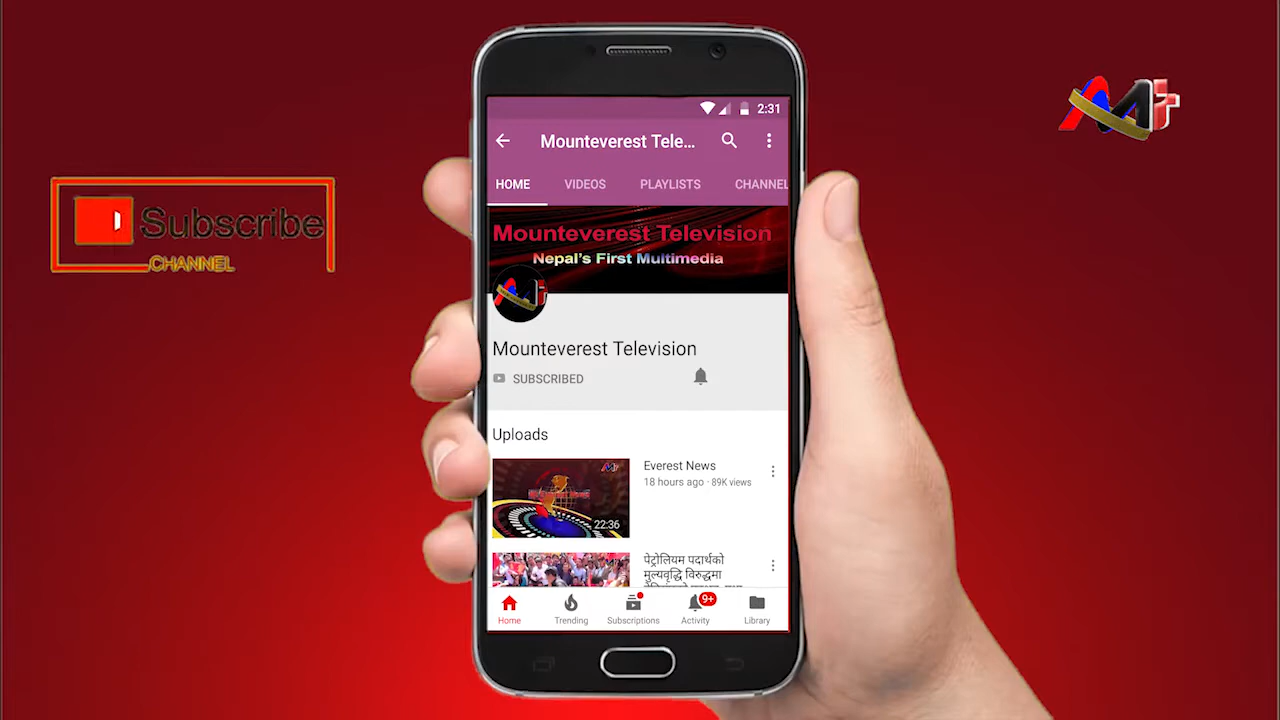 2:31
Mounteverest Tele...
HOME VIDEOS PLAYLISTS CHANNEL
Mounteverest Television
Nepal's First Multimedia
Subscribe
CHANNEL
Mounteverest Television
SUBSCRIBED
Uploads
Everest News
18 hours ago · 89K views
22:36
पेट्रोलियम पदार्थको
मुल्यवृद्धि विरुद्धमा
9+
Home Trending Subscriptions Activity Library